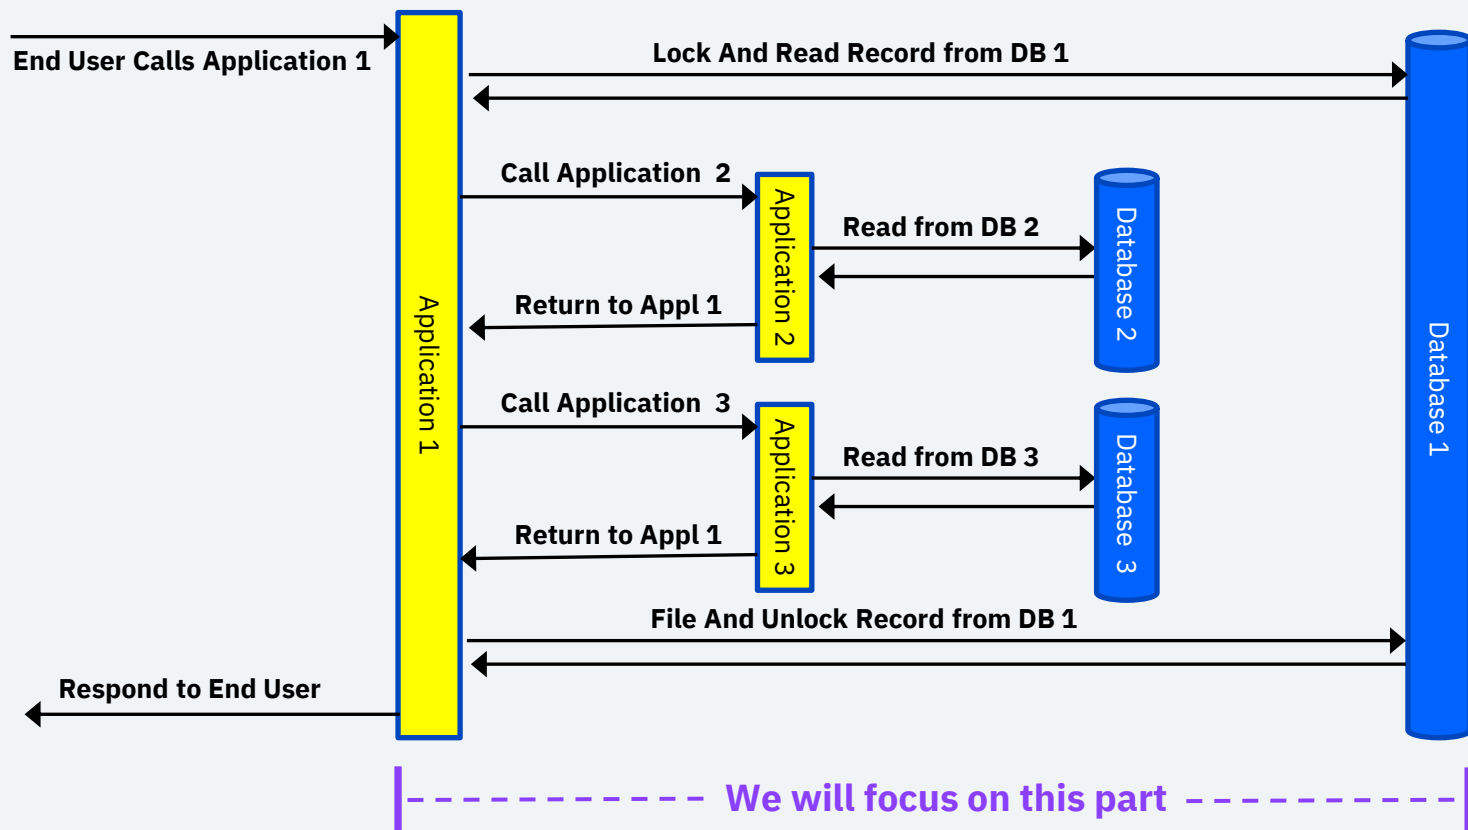 End User Calls Application 1
Lock And Read Record from DB 1
Call Application  2
Application 2
Read from DB 2
Database 2
Return to Appl 1
Application 1
Database 1
Call Application  3
Application 3
Read from DB 3
Database  3
Return to Appl 1
File And Unlock Record from DB 1
Respond to End User
We will focus on this part